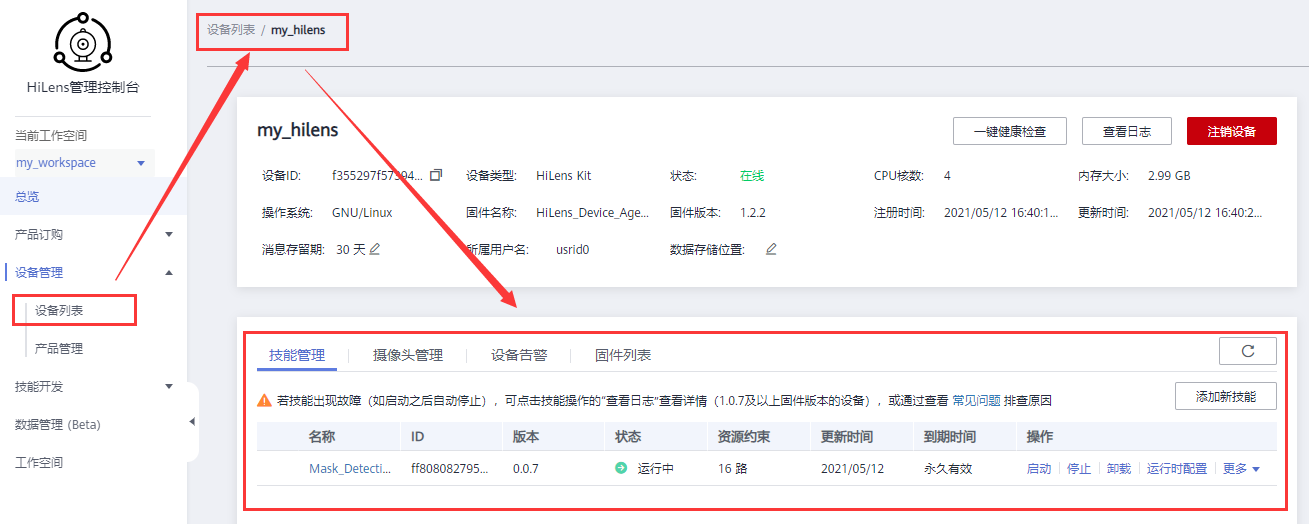 HiLens管理控制台
当前工作空间
my_workspace
总览
产品订购
设备管理
设备列表
产品管理
技能开发
数据管理 (Beta)
工作空间
设备列表 / my_hilens
my_hilens 一键健康检查 查看日志 注销设备
设备ID: f355297f57394... 设备类型: HiLens Kit 状态: 在线 CPU核数: 4 内存大小: 2.99 GB
操作系统: GNU/Linux 固件名称: HiLens_Device_Age... 固件版本: 1.2.2 注册时间: 2021/05/12 16:40:1... 更新时间: 2021/05/12 16:40:2...
消息存留期: 30 天 所属用户名: usrid0 数据存储位置:
技能管理 摄像头管理 设备告警 固件列表
若技能出现故障（如启动之后自动停止），可点击技能操作的"查看日志"查看详情（1.0.7及以上固件版本的设备），或通过查看 常见问题 排查原因 添加新技能
名称 ID 版本 状态 资源约束 更新时间 到期时间 操作
Mask_Detecti... ff808082795... 0.0.7 运行中 16 路 2021/05/12 永久有效 启动 停止 卸载 运行时配置 更多